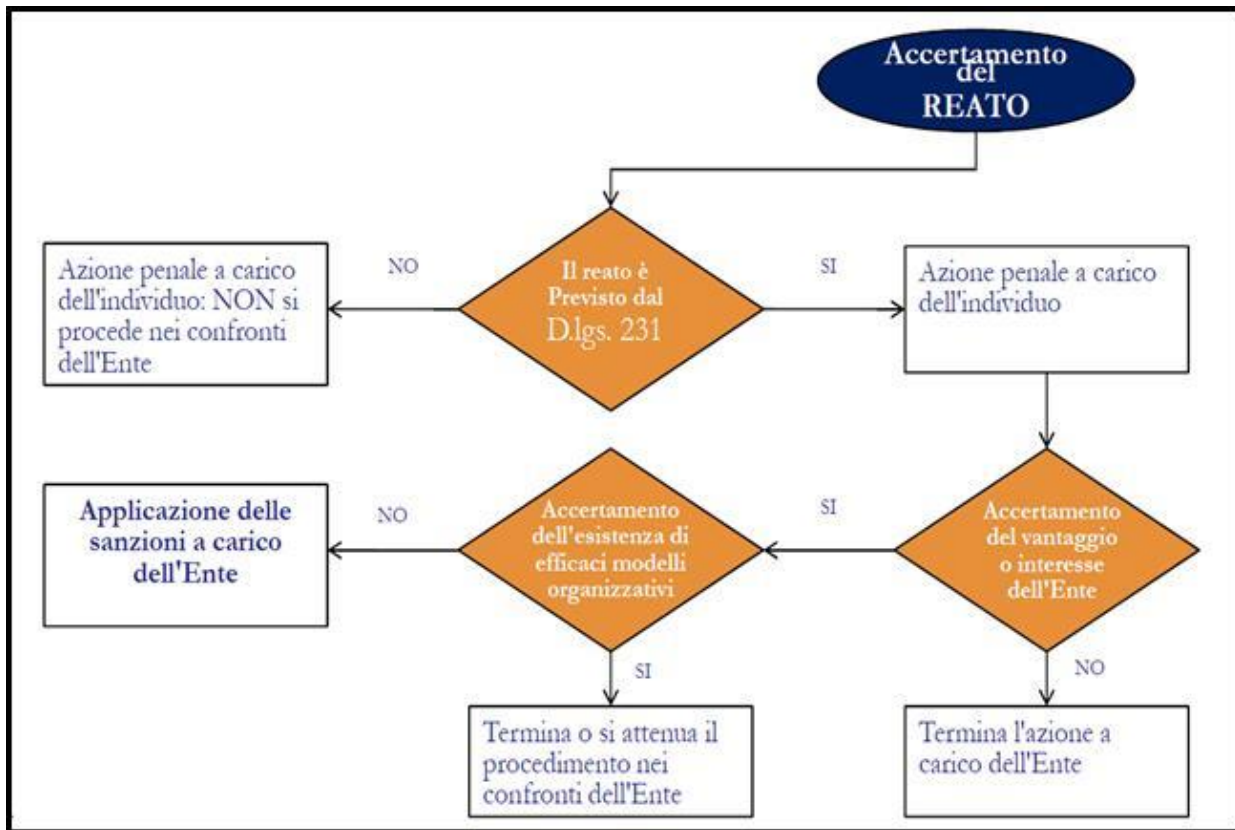 Accertamento
del
REATO
NO
Il reato è
Previsto dal
D.lgs. 231
SI
Azione penale a carico
dell'individuo: NON si
procede nei confronti
dell'Ente
Azione penale a carico
dell'individuo
Applicazione delle
sanzioni a carico
dell'Ente
NO
Accertamento
dell'esistenza di
efficaci modelli
organizzativi
SI
Accertamento
del vantaggio
o interesse
dell'Ente
SI
NO
Termina o si attenua il
procedimento nei
confronti dell'Ente
Termina l'azione a
carico dell'Ente